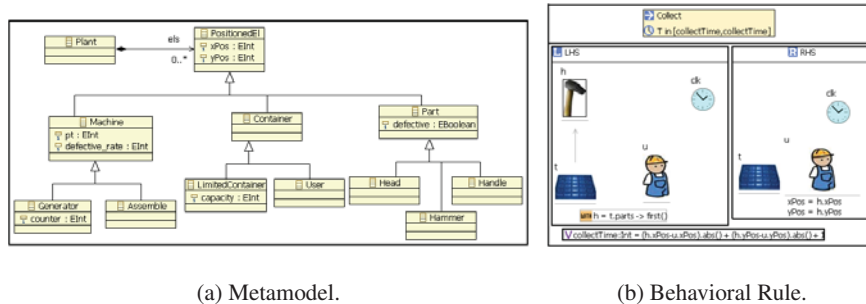 Plant
els
0..*
PositionedEl
xPos : EInt
yPos : EInt
Machine
pt : EInt
defective_rate : EInt
Container
Part
defective : EBoolean
Generator
counter : EInt
Assemble
LimitedContainer
capacity : EInt
User
Head
Handle
Hammer
(a) Metamodel.
Collect
T in [collectTime,collectTime]
LHS
h
clk
t
u
WITH h = t.parts -> first()
RHS
clk
u
t
xPos = h.xPos
yPos = h.yPos
V collectTime:Int = (h.xPos-u.xPos).abs() + (h.yPos-u.yPos).abs()+ 1
(b) Behavioral Rule.